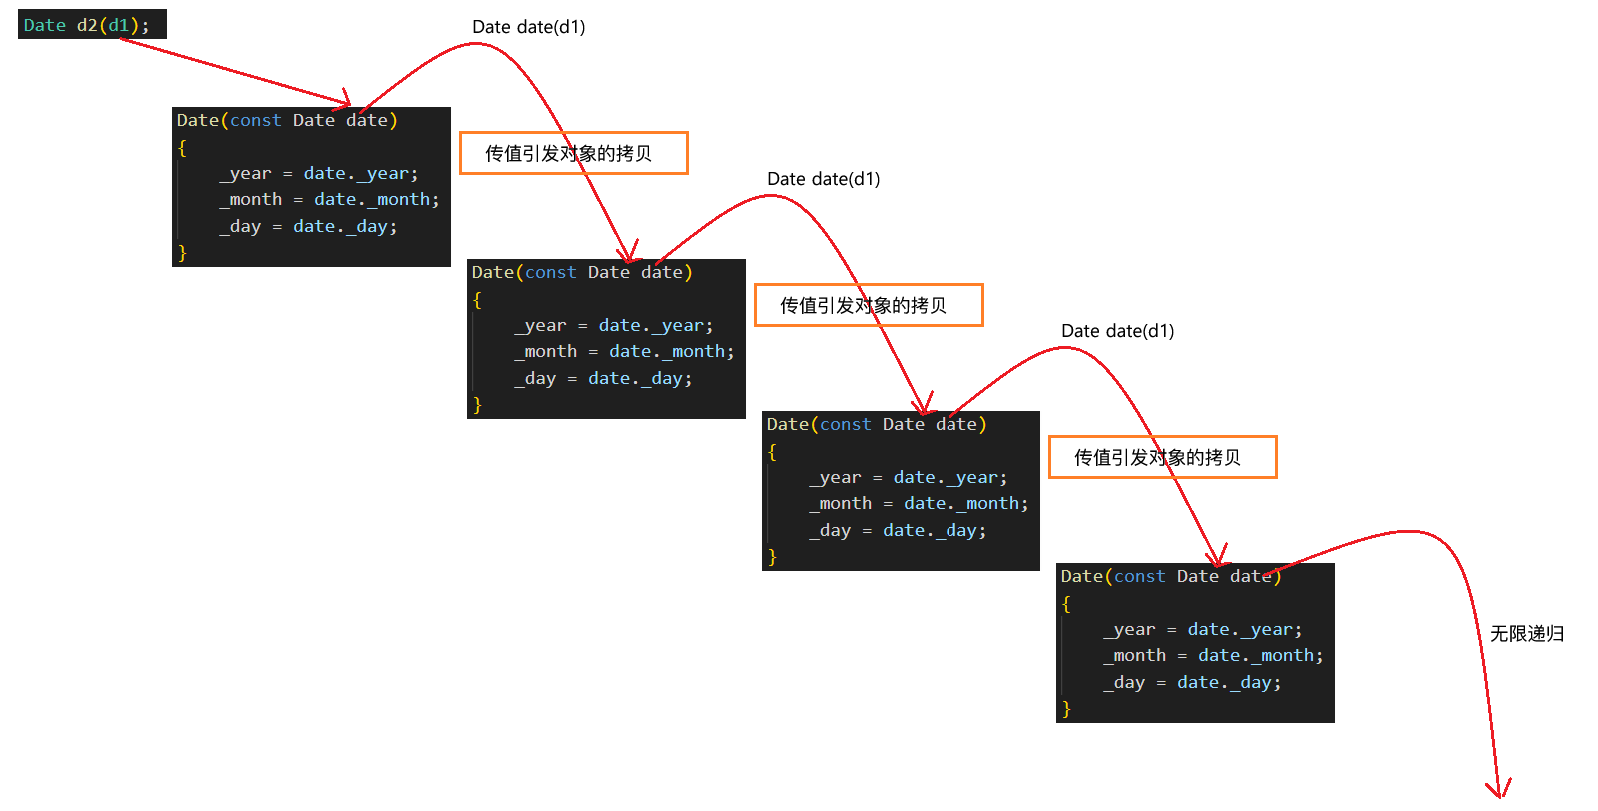 Date d2(d1);
Date date(d1)
Date(const Date date)
{
_year = date._year;
_month = date._month;
_day = date._day;
}
传值引发对象的拷贝
Date date(d1)
Date(const Date date)
{
_year = date._year;
_month = date._month;
_day = date._day;
}
传值引发对象的拷贝
Date date(d1)
Date(const Date date)
{
_year = date._year;
_month = date._month;
_day = date._day;
}
传值引发对象的拷贝
Date(const Date date)
{
_year = date._year;
_month = date._month;
_day = date._day;
}
无限递归